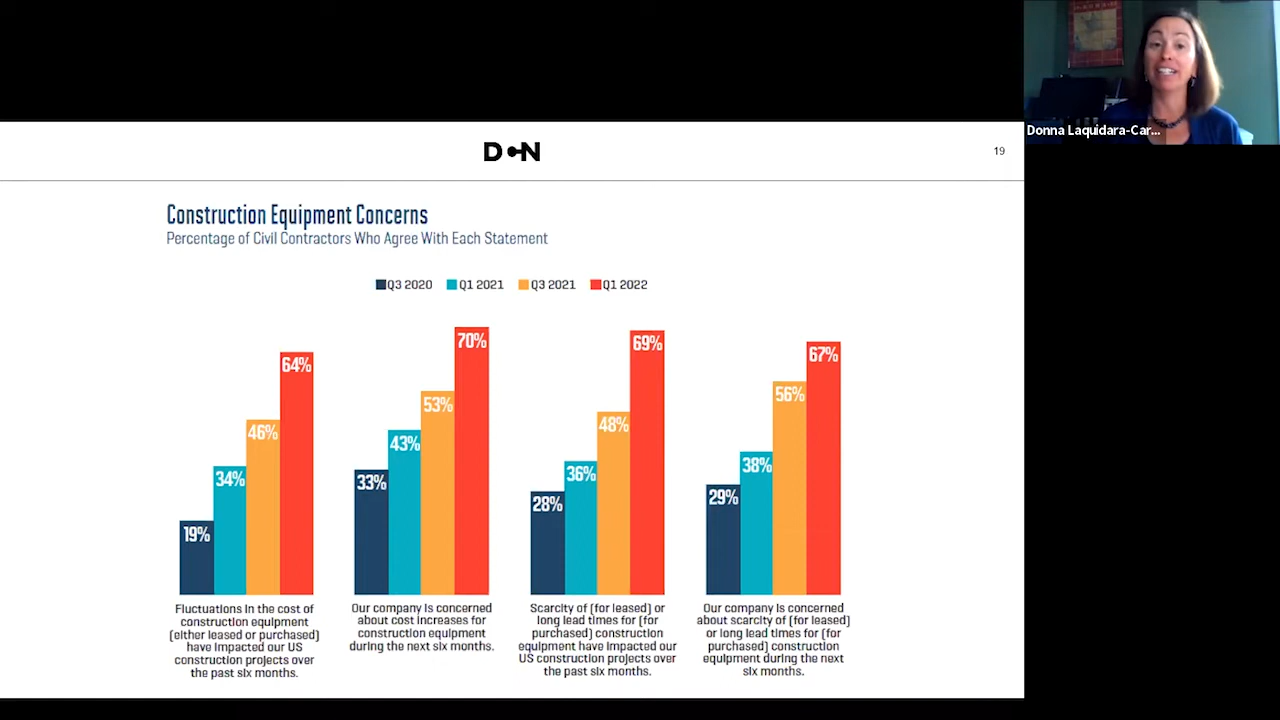 Donna Laquidara-Car...
D N
19
Construction Equipment Concerns
Percentage of Civil Contractors Who Agree With Each Statement
Q3 2020 Q1 2021 Q3 2021 Q1 2022
19% 34% 46% 64%
33% 43% 53% 70%
28% 36% 48% 69%
29% 38% 56% 67%
Fluctuations in the cost of
construction equipment
(either leased or purchased)
have impacted our US
construction projects over
the past six months.
Our company is concerned
about cost increases for
construction equipment
during the next six months.
Scarcity of (for leased) or
long lead times for (for
purchased) construction
equipment have impacted our
US construction projects over
the past six months.
Our company is concerned
about scarcity of (for leased)
or long lead times for (for
purchased) construction
equipment during the next
six months.